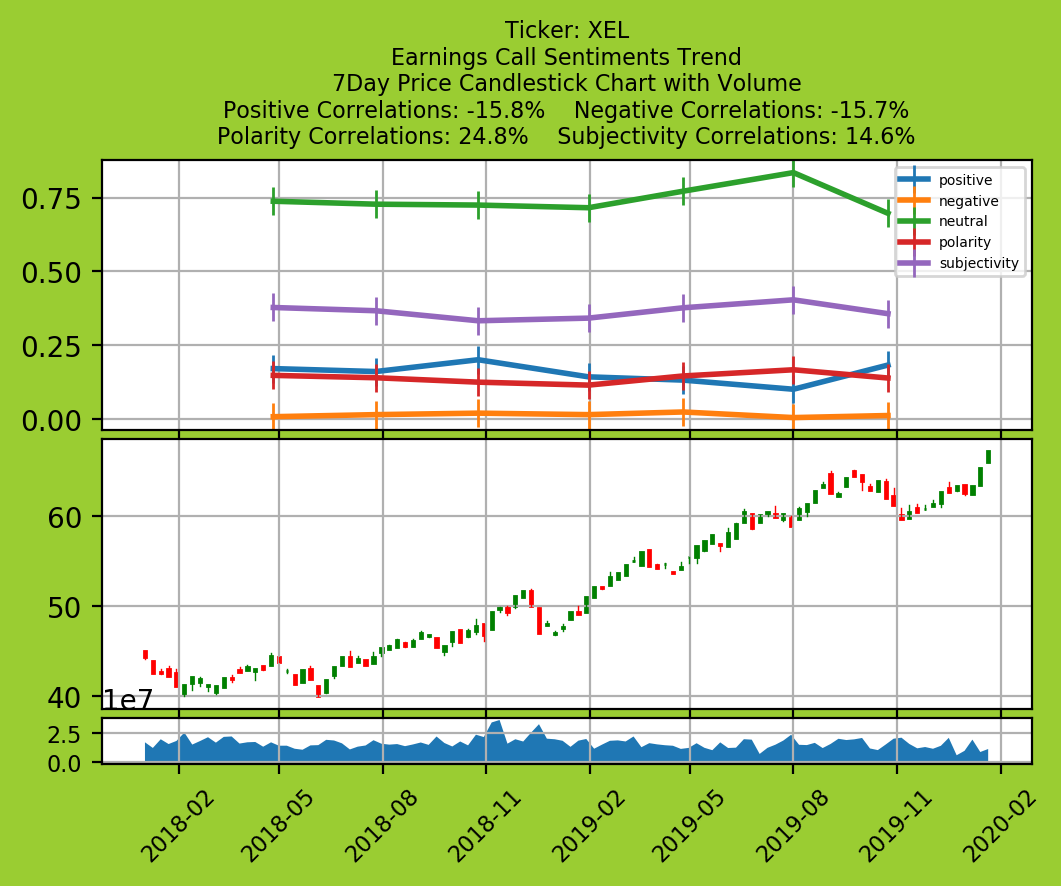 Ticker: XEL
Earnings Call Sentiments Trend
7Day Price Candlestick Chart with Volume
Positive Correlations: -15.8%    Negative Correlations: -15.7%
Polarity Correlations: 24.8%    Subjectivity Correlations: 14.6%
positive
negative
neutral
polarity
subjectivity
0.75
0.50
0.25
0.00
60
50
40
1e7
2.5
0.0
2018-02
2018-05
2018-08
2018-11
2019-02
2019-05
2019-08
2019-11
2020-02